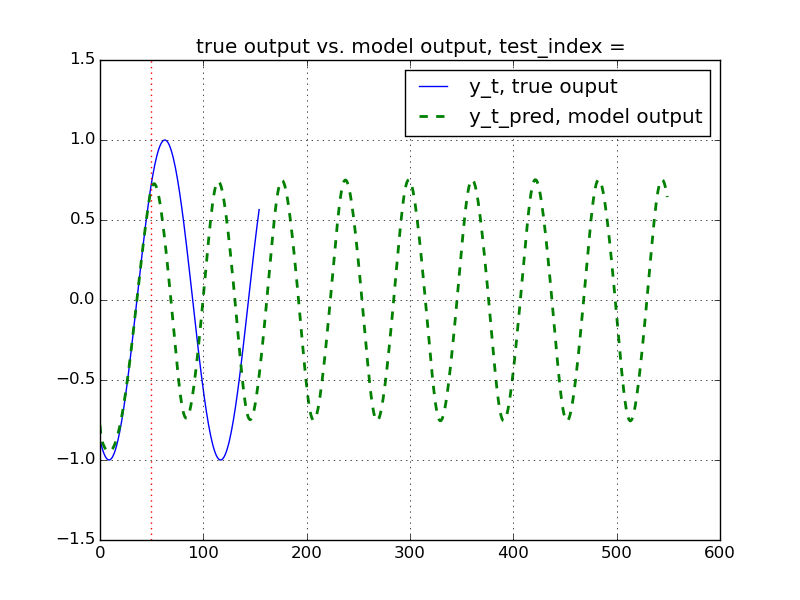 true output vs. model output, test_index =
y_t, true ouput
y_t_pred, model output
1.5
1.0
0.5
0.0
−0.5
−1.0
−1.5
0 100 200 300 400 500 600